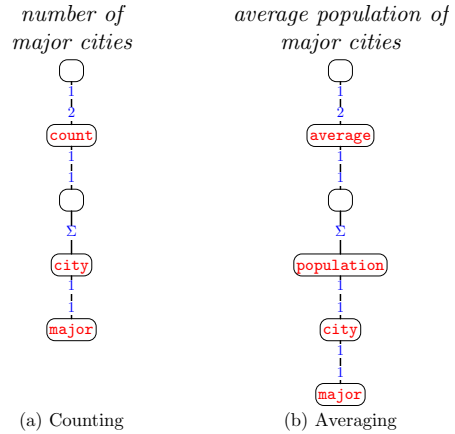 number of
major cities
1
2
count
1
1
Σ
city
1
1
major
(a) Counting
average population of
major cities
1
2
average
1
1
Σ
population
1
1
city
1
1
major
(b) Averaging